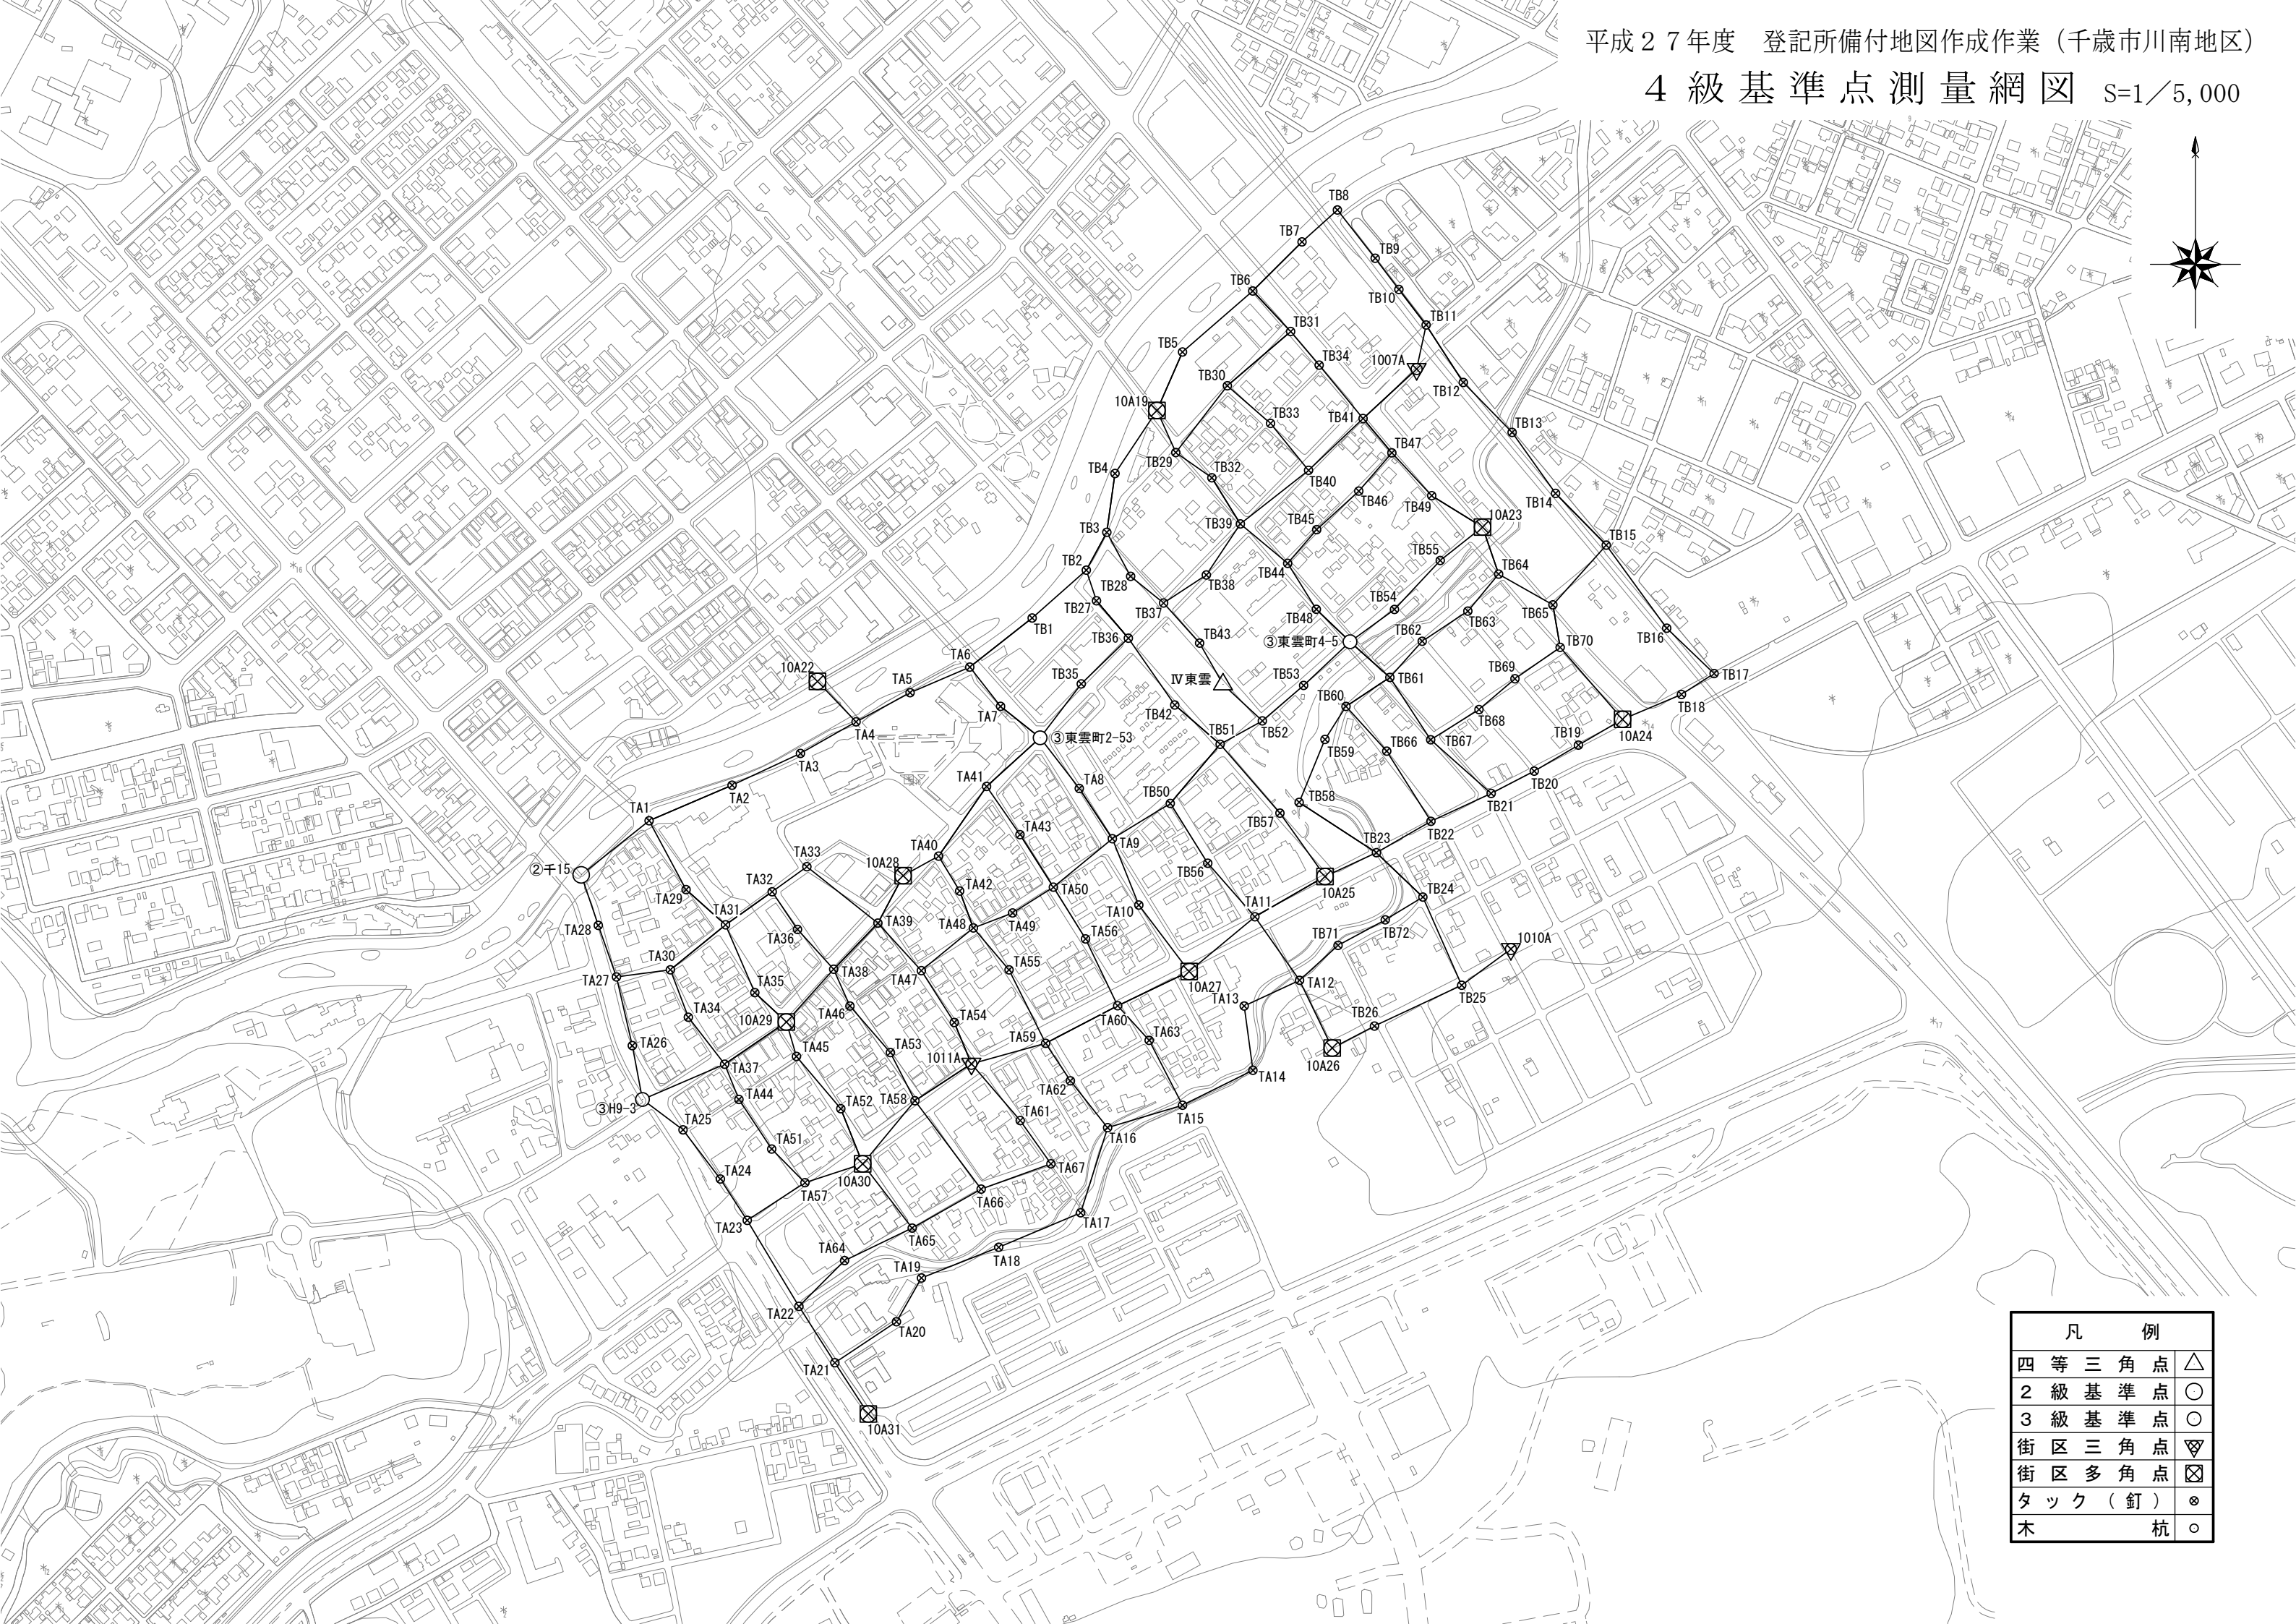 平成２７年度　登記所備付地図作成作業（千歳市川南地区）
４級基準点測量網図　S=1／5,000
TB8
TB7
TB9
TB6
TB10
TB11
TB31
TB5
TB34
1007A
TB30
TB12
10A19
TB33
TB41
TB13
TB47
TB29
TB4
TB32
TB40
TB46
TB49
TB14
10A23
TB39
TB45
TB3
TB15
TB55
TB2
TB28
TB44
TB64
TB38
TB27
TB37
TB54
TB48
TB63
TB65
TB1
TB36
TB43
③東雲町4-5
TB62
TB16
TB70
TA6
10A22
TB35
Ⅳ東雲
TB53
TB61
TB69
TB17
TA5
TB60
TA7
TB42
TB18
TB68
TA4
③東雲町2-53
TB51
TB52
TB59
TB66
TB67
TB19
10A24
TA3
TA41
TA8
TB20
TA2
TB50
TB58
TB21
TA1
TB57
TB22
TA43
TA9
TB23
TA40
TA33
10A28
②千15
TB56
TA32
TA42
TA50
10A25
TB24
TA29
TA31
TA10
TA11
TA28
TA36
TA39
TA48
TA49
TB72
TA56
TB71
1010A
TA30
TA38
TA55
TA27
TA47
10A27
TA12
TA35
TB25
TA34
10A29
TA46
TA13
TB26
TA54
TA60
TA63
TA26
TA45
TA53
TA59
1011A
10A26
TA37
TA14
TA62
TA44
TA58
③H9-3
TA52
TA61
TA15
TA25
TA16
TA51
TA24
TA67
TA57
10A30
TA66
TA23
TA17
TA65
TA64
TA18
TA19
TA22
TA20
TA21
10A31
凡　例
四等三角点
２級基準点
３級基準点
街区三角点
街区多角点
タック（釘）
木杭